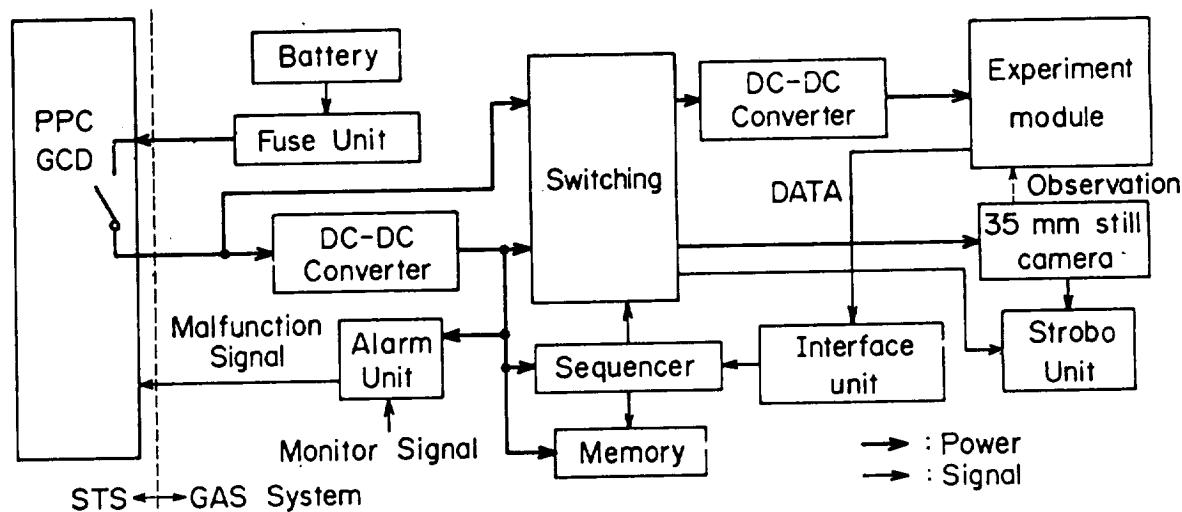 Battery
Fuse Unit
PPC
GCD
DC-DC
Converter
Switching
DC-DC
Converter
Experiment
module
DATA
Observation
35 mm still
camera
Malfunction
Signal
Alarm
Unit
Sequencer
Interface
unit
Strobo
Unit
Monitor Signal
Memory
: Power
: Signal
STS
GAS System